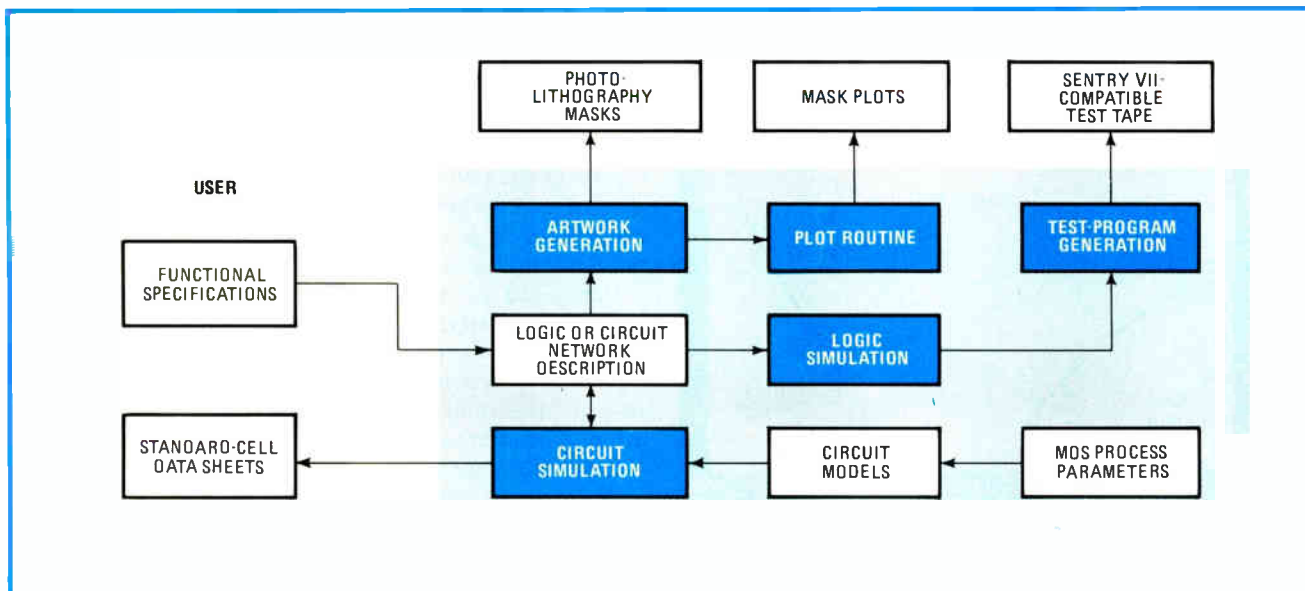 PHOTO-
LITHOGRAPHY
MASKS
MASK PLOTS
SENTRY VII-
COMPATIBLE
TEST TAPE
USER
ARTWORK
GENERATION
PLOT ROUTINE
TEST-PROGRAM
GENERATION
FUNCTIONAL
SPECIFICATIONS
LOGIC OR CIRCUIT
NETWORK
OESCRIPTION
LOGIC
SIMULATION
STANOARO-CELL
DATA SHEETS
CIRCUIT
SIMULATION
CIRCUIT
MODELS
MOS PROCESS
PARAMETERS